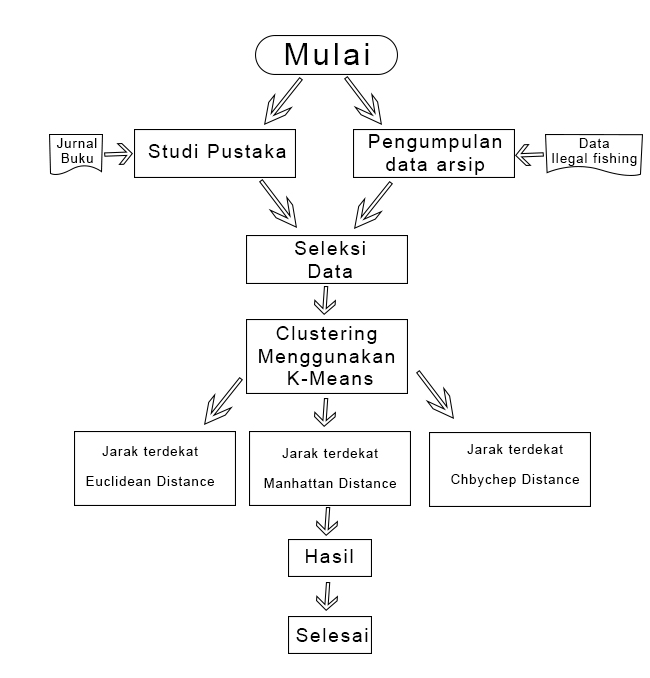 Mulai
Jurnal
Buku
Studi Pustaka
Pengumpulan
data arsip
Data
Ilegal fishing
Seleksi
Data
Clustering
Menggunakan
K-Means
Jarak terdekat
Euclidean Distance
Jarak terdekat
Manhattan Distance
Jarak terdekat
Chbychep Distance
Hasil
Selesai